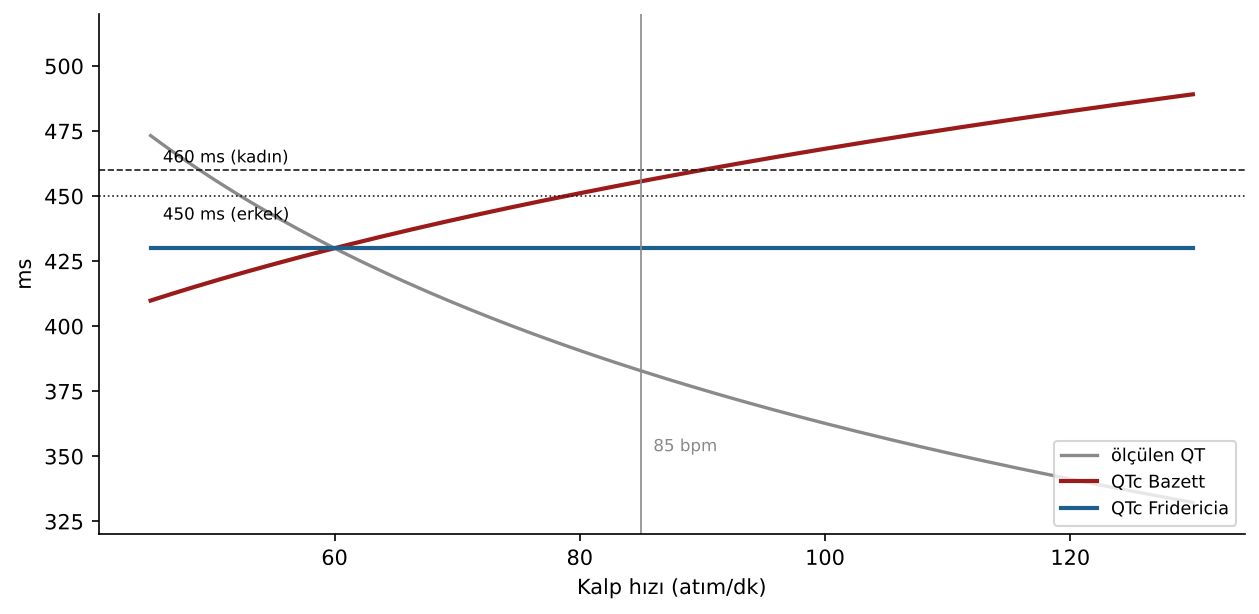 500
475
450
425
400
375
350
325
ms
460 ms (kadın)
450 ms (erkek)
85 bpm
ölçülen QT
QTc Bazett
QTc Fridericia
60
80
100
120
Kalp hızı (atım/dk)